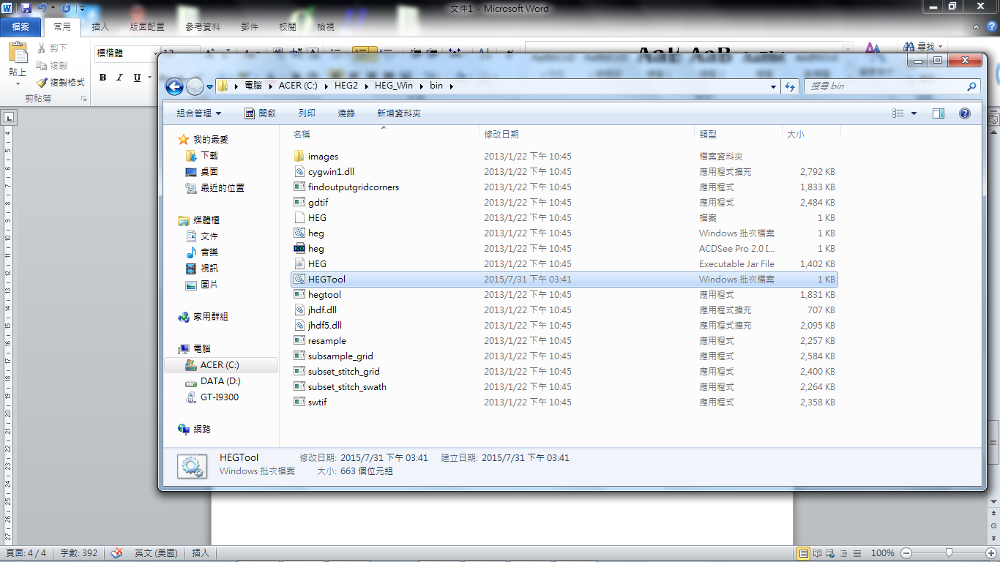 文件1 - Microsoft Word
檔案 常用 插入 版面配置 參考資料 郵件 校閱 檢視
標楷體 12
貼上
剪下
複製
複製格式
B I U
剪貼簿
尋找
電腦 ACER (C:) HEG2 HEG_Win bin
搜尋 bin
組合管理 開啟 列印 燒錄 新增資料夾
名稱 修改日期 類型 大小
我的最愛
下載
桌面
最近的位置
媒體櫃
文件
音樂
視訊
圖片
家用群組
電腦
ACER (C:)
DATA (D:)
GT-I9300
網路
images 2013/1/22 下午 10:45 檔案資料夾
cygwin1.dll 2013/1/22 下午 10:45 應用程式擴充 2,792 KB
findoutputgridcorners 2013/1/22 下午 10:45 應用程式 1,833 KB
gdtif 2013/1/22 下午 10:45 應用程式 2,484 KB
HEG 2013/1/22 下午 10:45 檔案 1 KB
heg 2013/1/22 下午 10:45 Windows 批次檔案 1 KB
ICO heg 2013/1/22 下午 10:45 ACDSee Pro 2.0 I... 1 KB
HEG 2013/1/22 下午 10:45 Executable Jar File 1,402 KB
HEGTool 2015/7/31 下午 03:41 Windows 批次檔案 1 KB
hegtool 2013/1/22 下午 10:45 應用程式 1,831 KB
jhdf.dll 2013/1/22 下午 10:45 應用程式擴充 707 KB
jhdf5.dll 2013/1/22 下午 10:45 應用程式擴充 2,095 KB
resample 2013/1/22 下午 10:45 應用程式 2,257 KB
subsample_grid 2013/1/22 下午 10:45 應用程式 2,584 KB
subset_stitch_grid 2013/1/22 下午 10:45 應用程式 2,400 KB
subset_stitch_swath 2013/1/22 下午 10:45 應用程式 2,264 KB
swtif 2013/1/22 下午 10:45 應用程式 2,358 KB
HEGTool 修改日期: 2015/7/31 下午 03:41 建立日期: 2015/7/31 下午 03:41
Windows 批次檔案 大小: 663 個位元組
頁面: 4 / 4 字數: 392 英文 (美國) 插入 100%